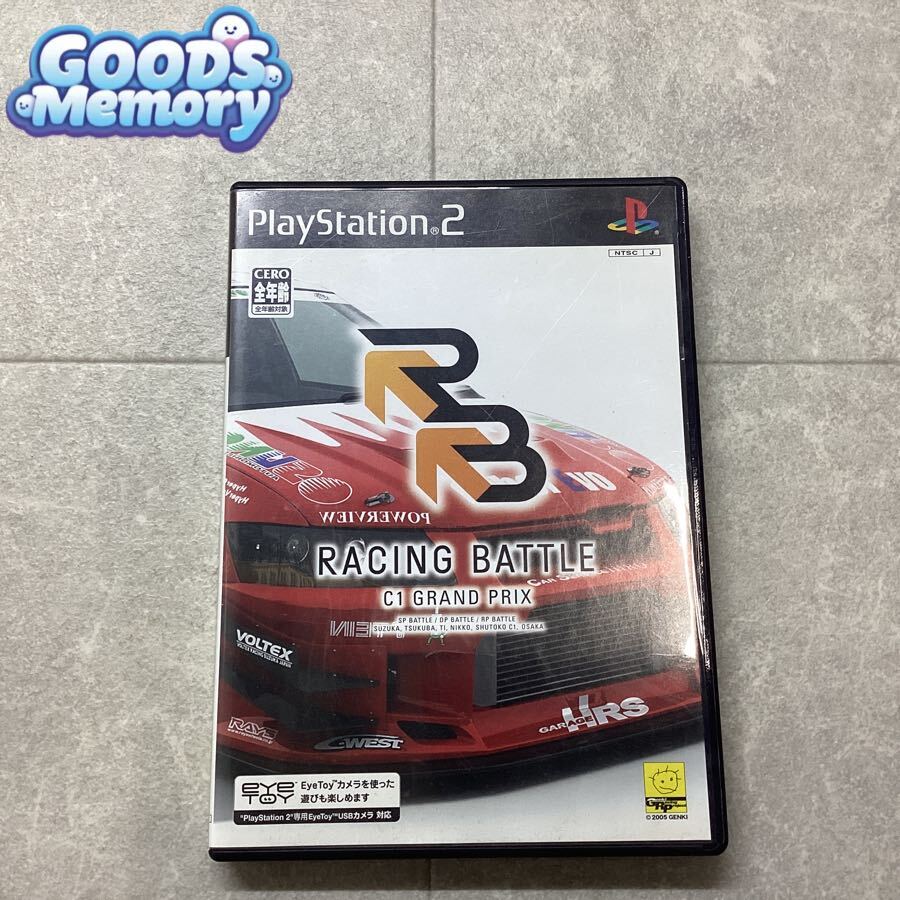 GOODS
Memory
PlayStation®2
NTSC J
CERO
全年齢
全年齢対象
RB
EVO
POWERVIEW
RACING BATTLE
C1 GRAND PRIX
SP BATTLE / DP BATTLE / RP BATTLE
SUZUKA, TSUKUBA, TI, NIKKO, SHUTOKO C1, OSAKA
VOLTEX
RAYS
C-WEST
GARAGE HRS
EYE TOY™
EyeToy™カメラを使った
遊びも楽しめます
"PlayStation 2"専用EyeToy™USBカメラ 対応
© 2005 GENKI